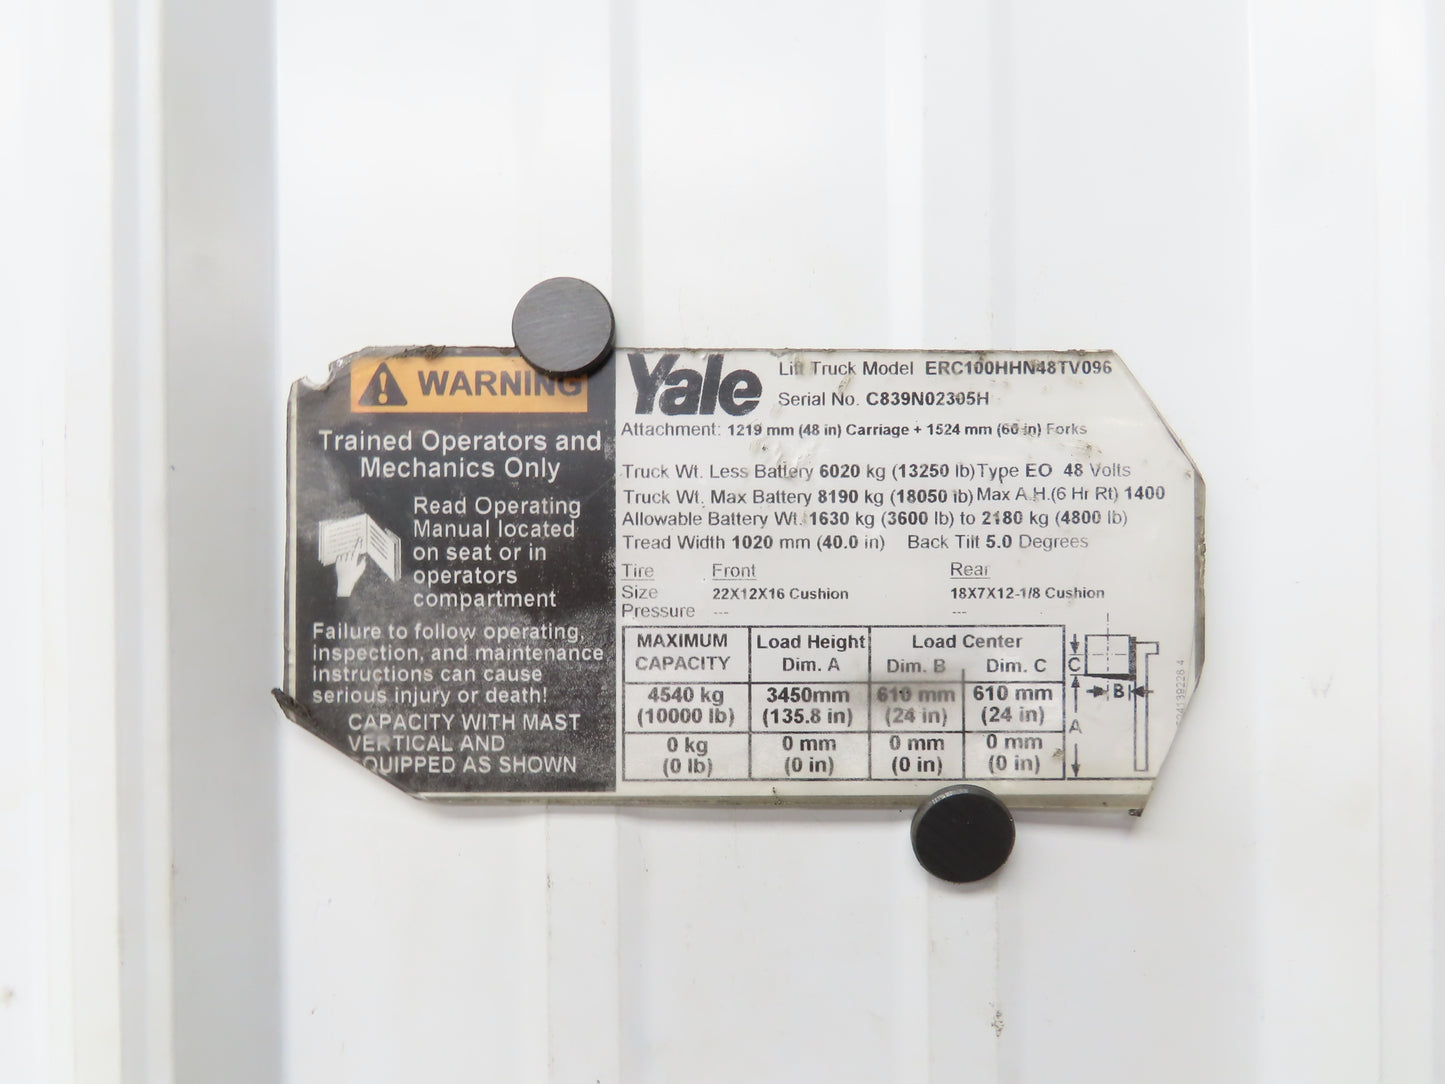 WARNING
Trained Operators and
Mechanics Only
Read Operating
Manual located
on seat or in
operators
compartment
Failure to follow operating,
inspection, and maintenance
instructions can cause
serious injury or death!
CAPACITY WITH MAST
VERTICAL AND
EQUIPPED AS SHOWN
Yale
Lift Truck Model ERC100HHN48TV096
Serial No. C839N02305H
Attachment: 1219 mm (48 in) Carriage + 1524 mm (60 in) Forks
Truck Wt. Less Battery 6020 kg (13250 lb) Type EO 48 Volts
Truck Wt. Max Battery 8190 kg (18050 lb) Max A.H.(6 Hr Rt) 1400
Allowable Battery Wt. 1630 kg (3600 lb) to 2180 kg (4800 lb)
Tread Width 1020 mm (40.0 in) Back Tilt 5.0 Degrees
Tire Front Rear
Size 22X12X16 Cushion 18X7X12-1/8 Cushion
Pressure --- ---
MAXIMUM CAPACITY Load Height Dim. A Load Center
Dim. B Dim. C
4540 kg 3450mm 610 mm 610 mm
(10000 lb) (135.8 in) (24 in) (24 in)
0 kg 0 mm 0 mm 0 mm
(0 lb) (0 in) (0 in) (0 in)
C
B
A